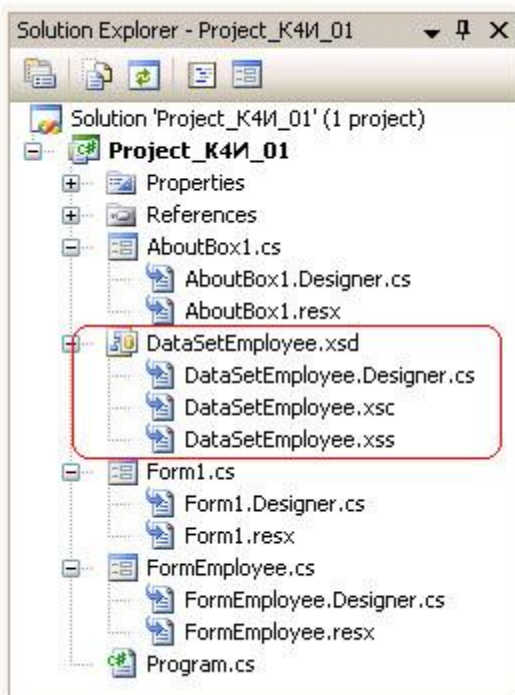 Solution Explorer - Project_К4И_01
Solution 'Project_К4И_01' (1 project)
Project_К4И_01
Properties
References
AboutBox1.cs
AboutBox1.Designer.cs
AboutBox1.resx
DataSetEmployee.xsd
DataSetEmployee.Designer.cs
DataSetEmployee.xsc
DataSetEmployee.xss
Form1.cs
Form1.Designer.cs
Form1.resx
FormEmployee.cs
FormEmployee.Designer.cs
FormEmployee.resx
Program.cs